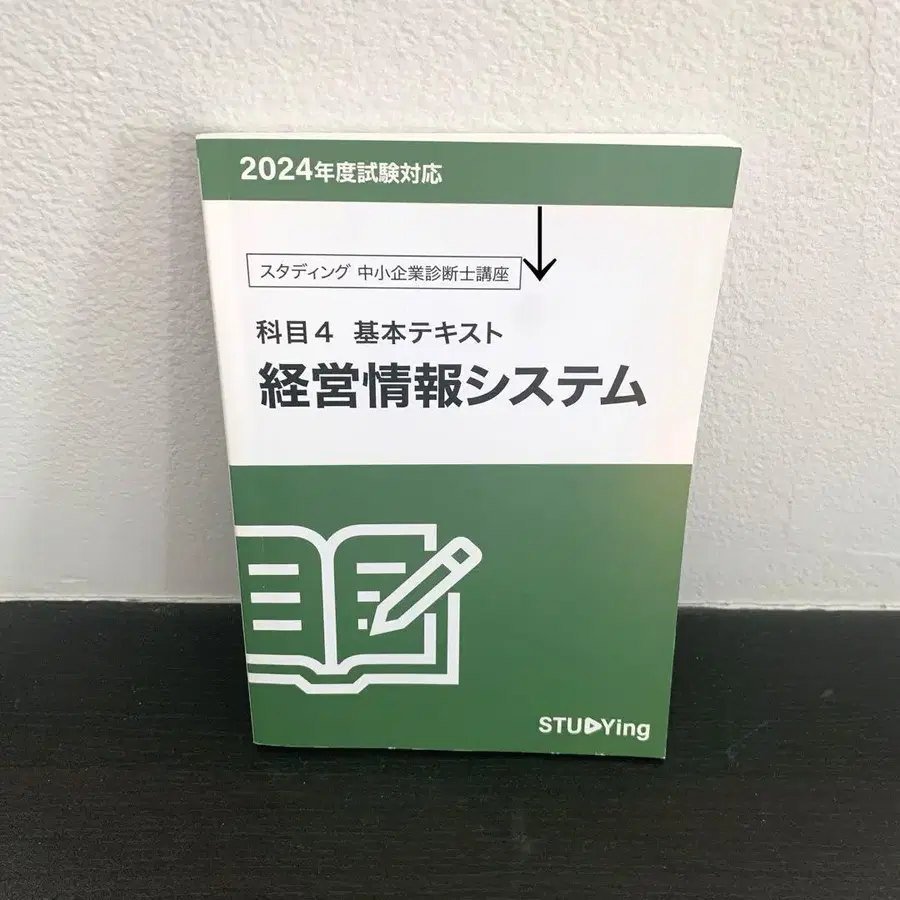 2024年度試験対応
スタディング 中小企業診断士講座
科目4 基本テキスト
経営情報システム
STUDYing